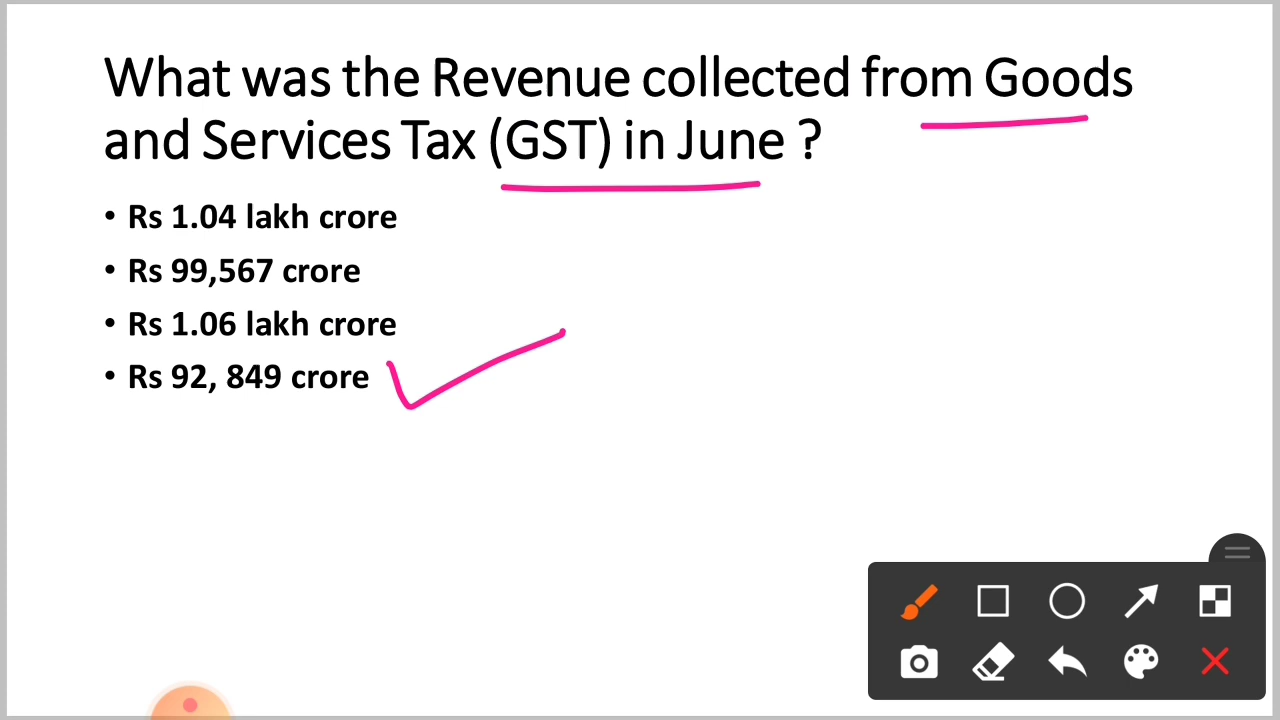 What was the Revenue collected from Goods
and Services Tax (GST) in June ?
• Rs 1.04 lakh crore
• Rs 99,567 crore
• Rs 1.06 lakh crore
• Rs 92, 849 crore